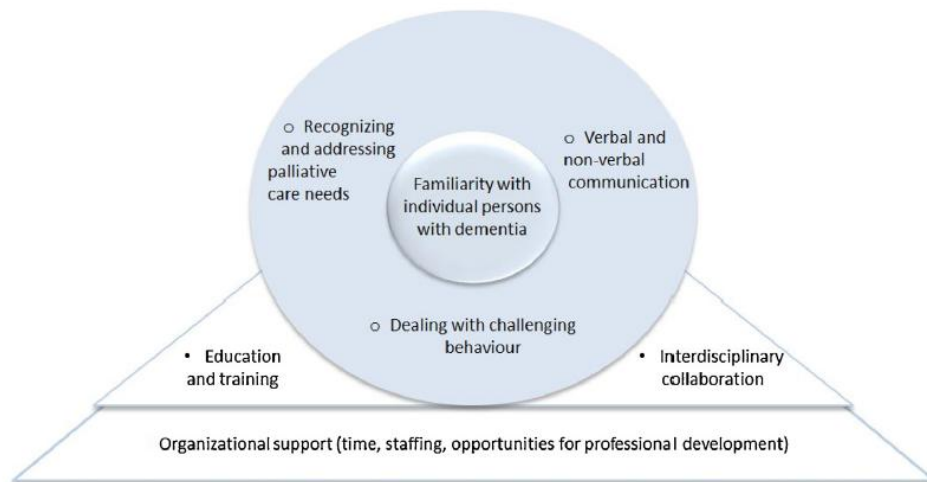 ○ Recognizing
and addressing
palliative
care needs
○ Verbal and
non-verbal
communication
Familiarity with
individual persons
with dementia
○ Dealing with challenging
behaviour
• Education
and training
• Interdisciplinary
collaboration
Organizational support (time, staffing, opportunities for professional development)